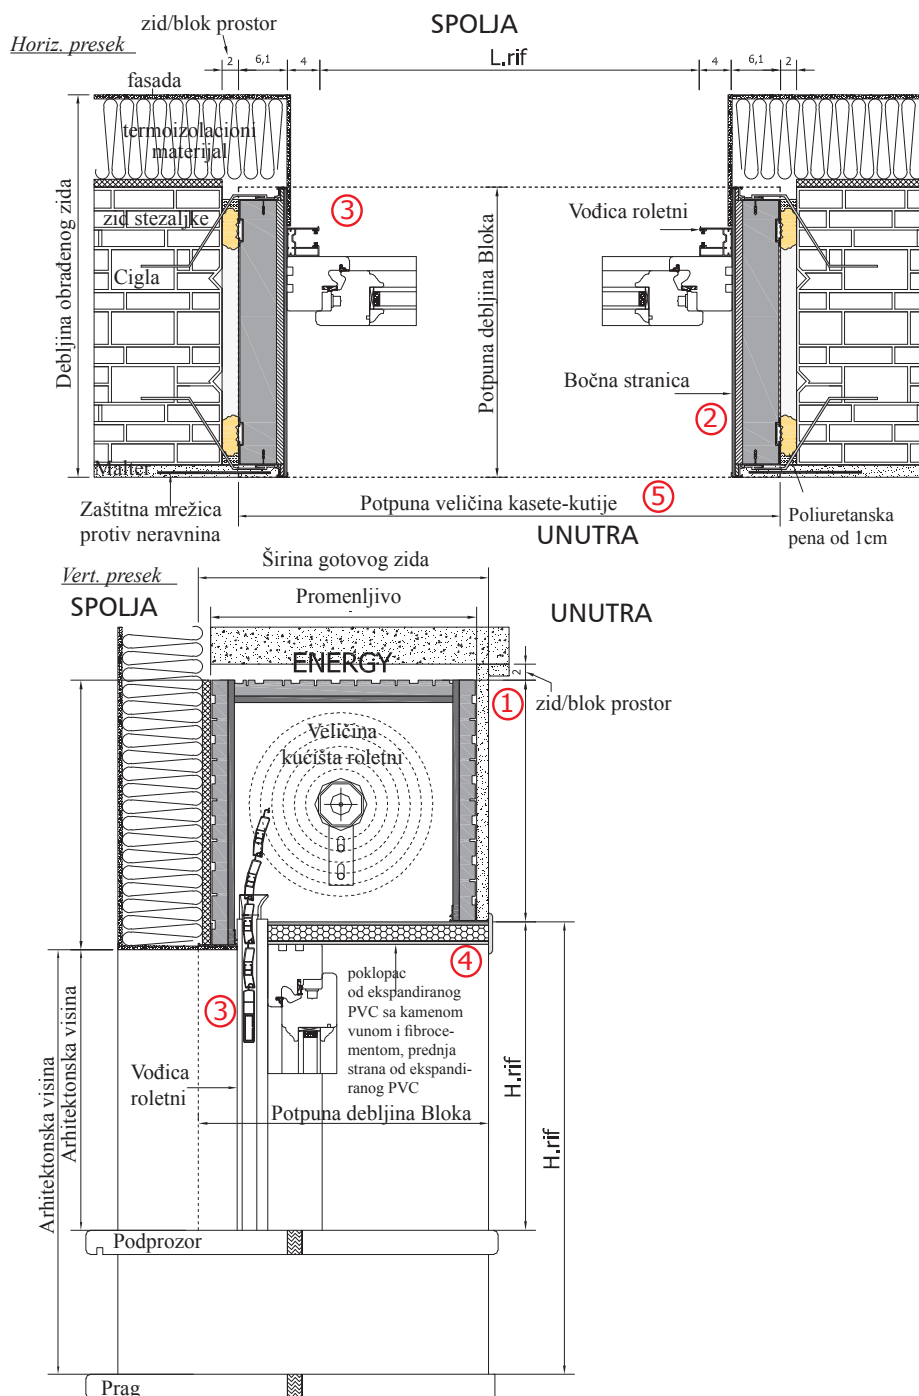 zid/blok prostor
SPOLJA
Horiz. presek
2
6,1
4
L.rif
4
6,1
2
fasada
termoizolacioni
materijal
3
zid stezaljke
Vođica roletni
Cigla
Debljina obrađenog zida
Potpuna debljina Bloka
Bočna stranica
2
Malter
Potpuna veličina kasete-kutije
5
Zaštitna mrežica
protiv neravnina
Poliuretanska
pena od 1cm
UNUTRA
Širina gotovog zida
Vert. presek
SPOLJA
Promenljivo
UNUTRA
ENERGY
2
1
zid/blok prostor
Veličina
kućišta roletni
4
3
poklopac
od ekspandiranog
PVC sa kamenom
vunom i fibroce-
mentom, prednja
strana od ekspandi-
ranog PVC
Vođica
roletni
Potpuna debljina Bloka
Arhitektonska visina
Arhitektonska visina
H.rif
H.rif
Podprozor
Prag